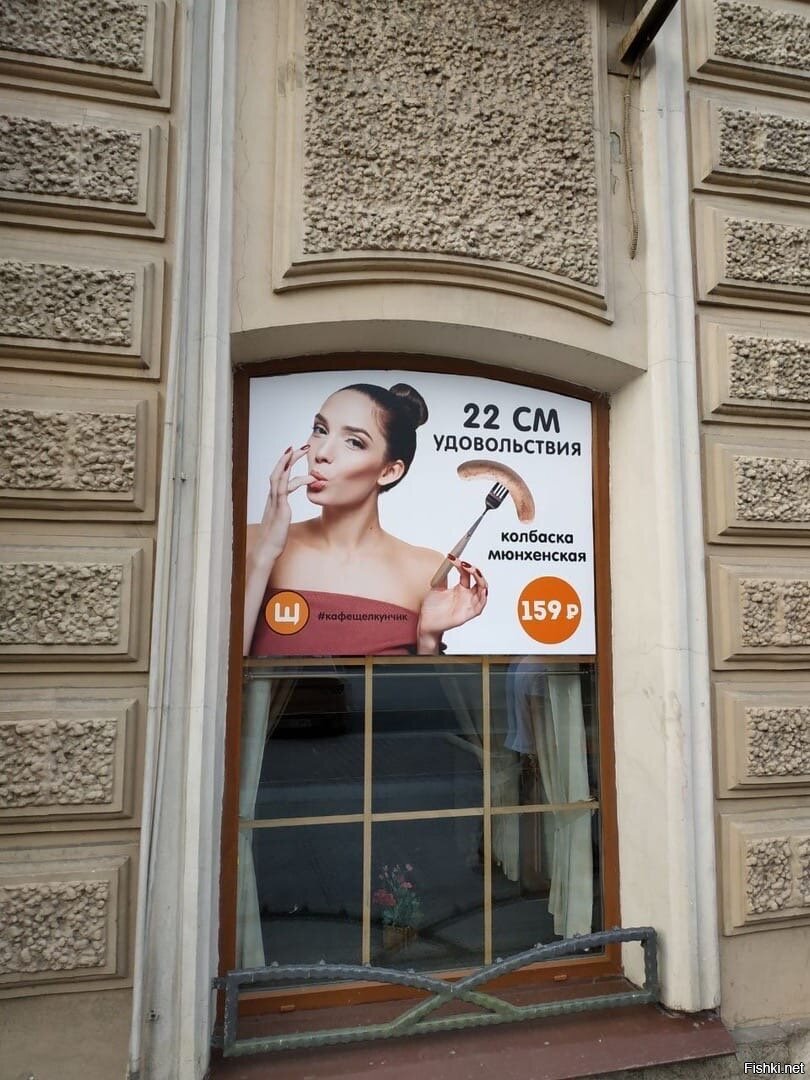 22 СМ
УДОВОЛЬСТВИЯ
колбаска
мюнхенская
159 ₽
Щ
#кафещелкунчик
Fishki.net